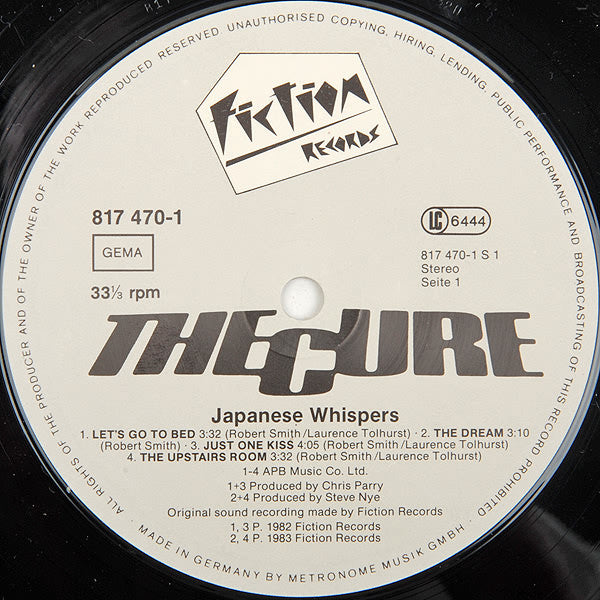 ALL RIGHTS OF THE PRODUCER AND OF THE OWNER OF THE WORK REPRODUCED RESERVED. UNAUTHORISED COPYING, HIRING, LENDING, PUBLIC PERFORMANCE AND BROADCASTING OF THIS RECORD PROHIBITED
Fiction
RECORDS
817 470-1
GEMA
33⅓ rpm
LC 6444
817 470-1 S 1
Stereo
Seite 1
THE CURE
Japanese Whispers
1. LET'S GO TO BED 3:32 (Robert Smith/Laurence Tolhurst) · 2. THE DREAM 3:10
(Robert Smith) · 3. JUST ONE KISS 4:05 (Robert Smith/Laurence Tolhurst)
4. THE UPSTAIRS ROOM 3:32 (Robert Smith/Laurence Tolhurst)
1-4 APB Music Co. Ltd.
1+3 Produced by Chris Parry
2+4 Produced by Steve Nye
Original sound recording made by Fiction Records
1, 3 P. 1982 Fiction Records
2, 4 P. 1983 Fiction Records
· MADE IN GERMANY BY METRONOME MUSIK GMBH ·